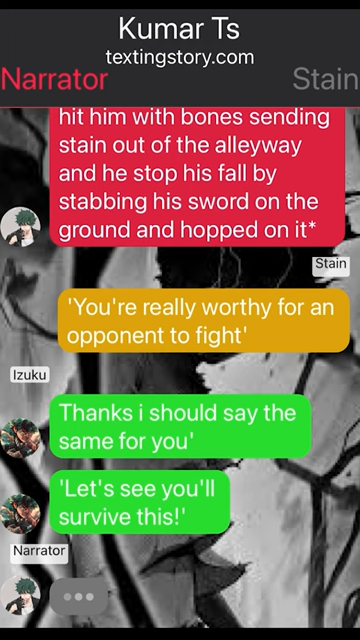 Kumar Ts
textingstory.com
Narrator
Stain
hit him with bones sending
stain out of the alleyway
and he stop his fall by
stabbing his sword on the
ground and hopped on it*
Stain
'You're really worthy for an
opponent to fight'
Izuku
Thanks i should say the
same for you'
'Let's see you'll
survive this!'
Narrator